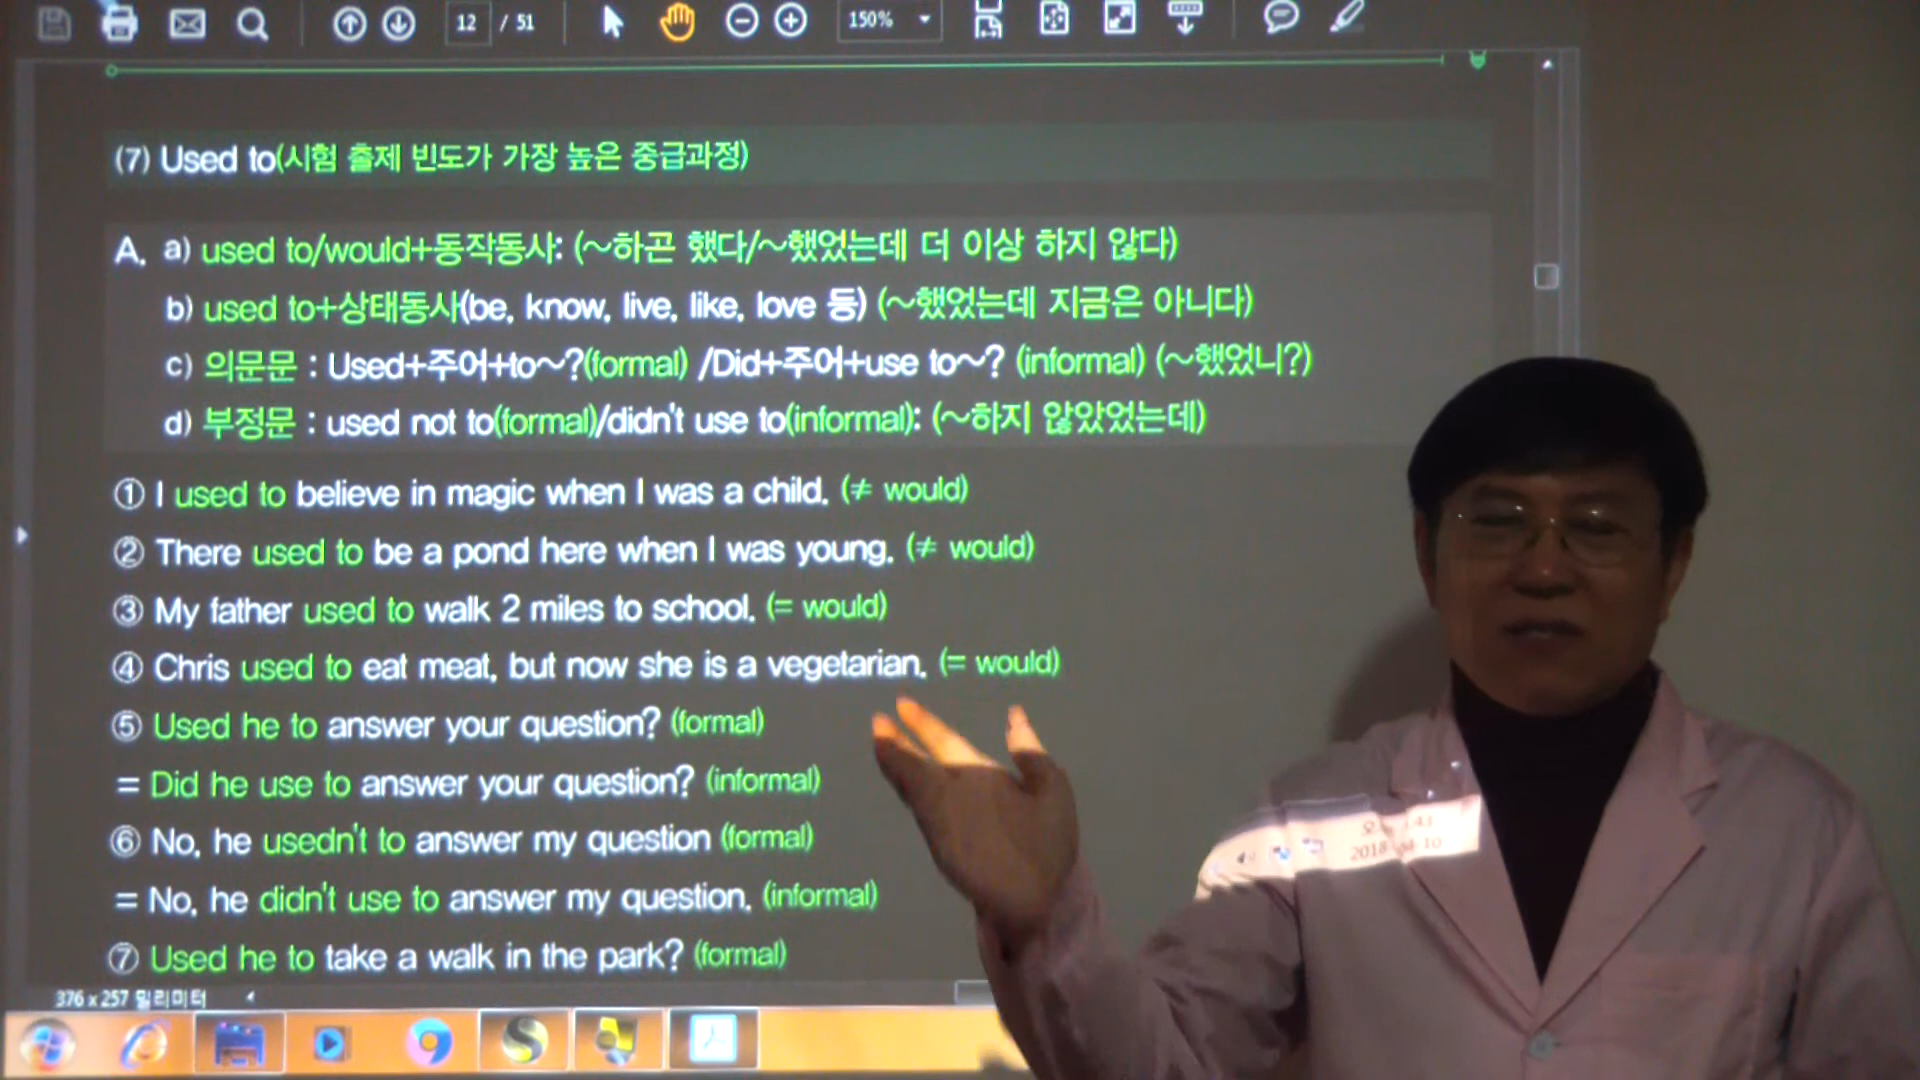 12 / 51 150%
(7) Used to(시험 출제 빈도가 가장 높은 중급과정)
A. a) used to/would+동작동사: (~하곤 했다/~했었는데 더 이상 하지 않다)
b) used to+상태동사(be, know, live, like, love 등) (~했었는데 지금은 아니다)
c) 의문문 : Used+주어+to~?(formal) /Did+주어+use to~? (informal) (~했었니?)
d) 부정문 : used not to(formal)/didn't use to(informal): (~하지 않았었는데)
① I used to believe in magic when I was a child. (≠ would)
② There used to be a pond here when I was young. (≠ would)
③ My father used to walk 2 miles to school. (= would)
④ Chris used to eat meat, but now she is a vegetarian. (= would)
⑤ Used he to answer your question? (formal)
= Did he use to answer your question? (informal)
⑥ No, he usedn't to answer my question (formal)
= No, he didn't use to answer my question. (informal)
⑦ Used he to take a walk in the park? (formal)
376 x 257 밀리미터